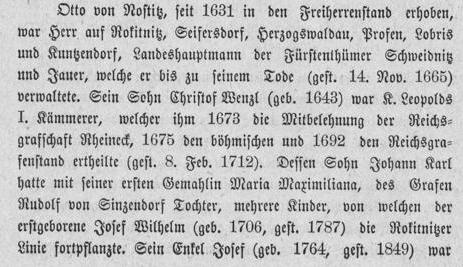 Otto von Nostitz, seit 1631 in den Freiherrenstand erhoben,
war Herr auf Rokitnitz, Seifersdorf, Herzogswaldau, Profen, Lobris
und Kuntzendorf, Landeshauptmann der Fürstenthümer Schweidnitz
und Jauer, welche er bis zu seinem Tode (gest. 14. Nov. 1665)
verwaltete. Sein Sohn Christof Wenzl (geb. 1643) war K. Leopolds
I. Kämmerer, welcher ihm 1673 die Mitbelehnung der Reichs-
grafschaft Rheineck, 1675 den böhmischen und 1692 den Reichsgra-
fenstand ertheilte (gest. 8. Feb. 1712). Dessen Sohn Johann Karl
hatte mit seiner ersten Gemahlin Maria Maximiliana, des Grafen
Rudolf von Sinzendorf Tochter, mehrere Kinder, von welchen der
erstgeborene Josef Wilhelm (geb. 1706, gest. 1787) die Rokitnitzer
Linie fortpflanzte. Sein Enkel Josef (geb. 1764, gest. 1849) war